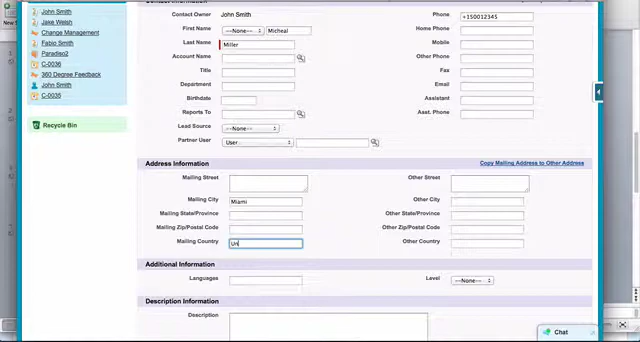 New S
John Smith
Jake Welsh
Change Management
Fabio Smith
Paradiso2
C-0036
360 Degree Feedback
John Smith
C-0035
Recycle Bin
Contact Owner John Smith Phone +150012345
First Name --None-- Micheal Home Phone
Last Name Miller Mobile
Account Name Other Phone
Title Fax
Department Email
Birthdate Assistant
Reports To Asst. Phone
Lead Source --None--
Partner User User
Address Information Copy Mailing Address to Other Address
Mailing Street Other Street
Mailing City Miami Other City
Mailing State/Province Other State/Province
Mailing Zip/Postal Code Other Zip/Postal Code
Mailing Country Un Other Country
Additional Information
Languages Level --None--
Description Information
Description
Chat